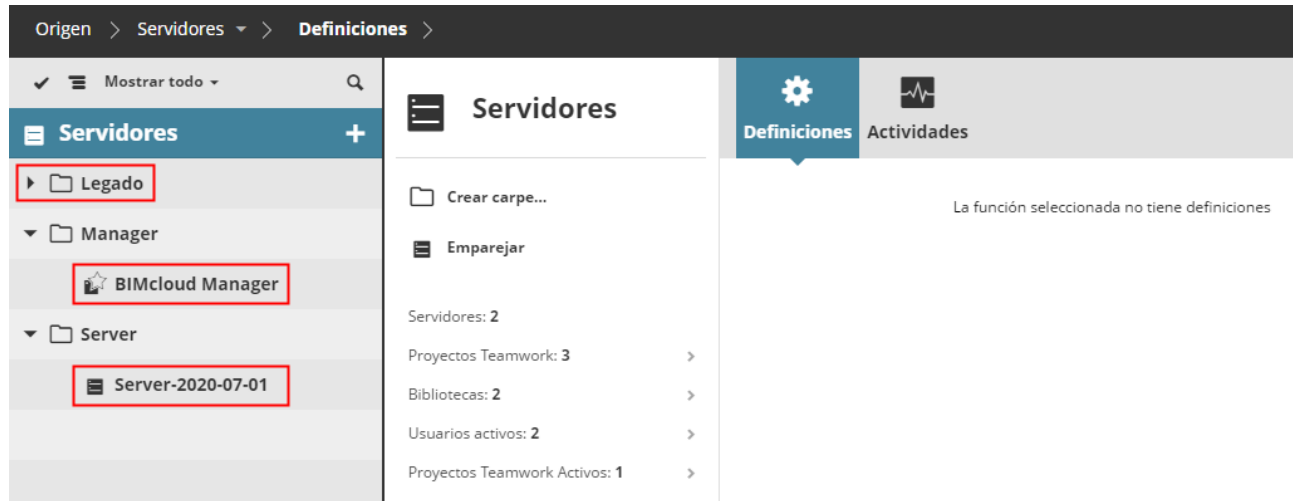 Origen > Servidores > Definiciones >
Mostrar todo
Servidores +
Legado
Manager
BIMcloud Manager
Server
Server-2020-07-01
Servidores
Crear carpe...
Emparejar
Servidores: 2
Proyectos Teamwork: 3
Bibliotecas: 2
Usuarios activos: 2
Proyectos Teamwork Activos: 1
Definiciones Actividades
La función seleccionada no tiene definiciones